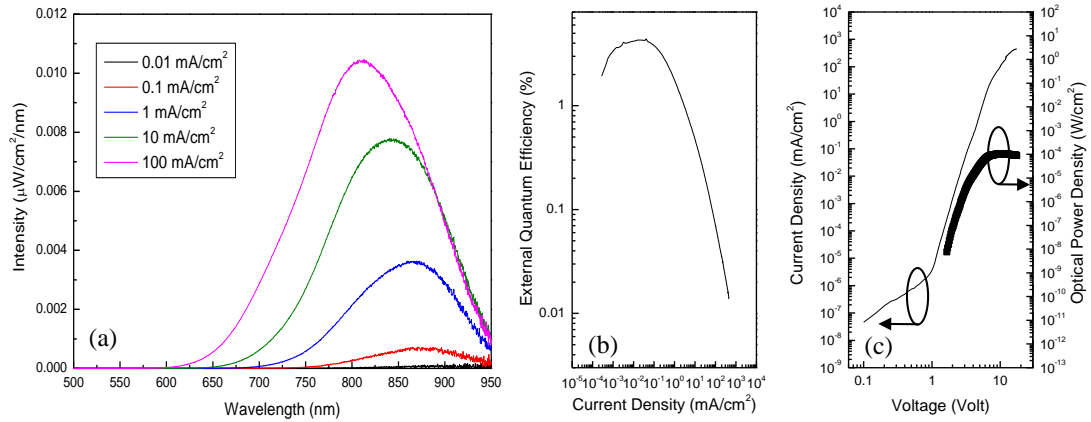 0.012
0.010
0.008
0.006
0.004
0.002
0.000
Intensity (μW/cm²/nm)
0.01 mA/cm²
0.1 mA/cm²
1 mA/cm²
10 mA/cm²
100 mA/cm²
(a)
500 550 600 650 700 750 800 850 900 950
Wavelength (nm)
External Quantum Efficiency (%)
1
0.1
0.01
(b)
10⁻⁵ 10⁻⁴ 10⁻³ 10⁻² 10⁻¹ 10⁰ 10¹ 10² 10³ 10⁴
Current Density (mA/cm²)
Current Density (mA/cm²)
10⁴
10³
10²
10¹
10⁰
10⁻¹
10⁻²
10⁻³
10⁻⁴
10⁻⁵
10⁻⁶
10⁻⁷
10⁻⁸
10⁻⁹
(c)
0.1 1 10
Voltage (Volt)
10²
10¹
10⁰
10⁻¹
10⁻²
10⁻³
10⁻⁴
10⁻⁵
10⁻⁶
10⁻⁷
10⁻⁸
10⁻⁹
10⁻¹⁰
10⁻¹¹
10⁻¹²
10⁻¹³
Optical Power Density (W/cm²)